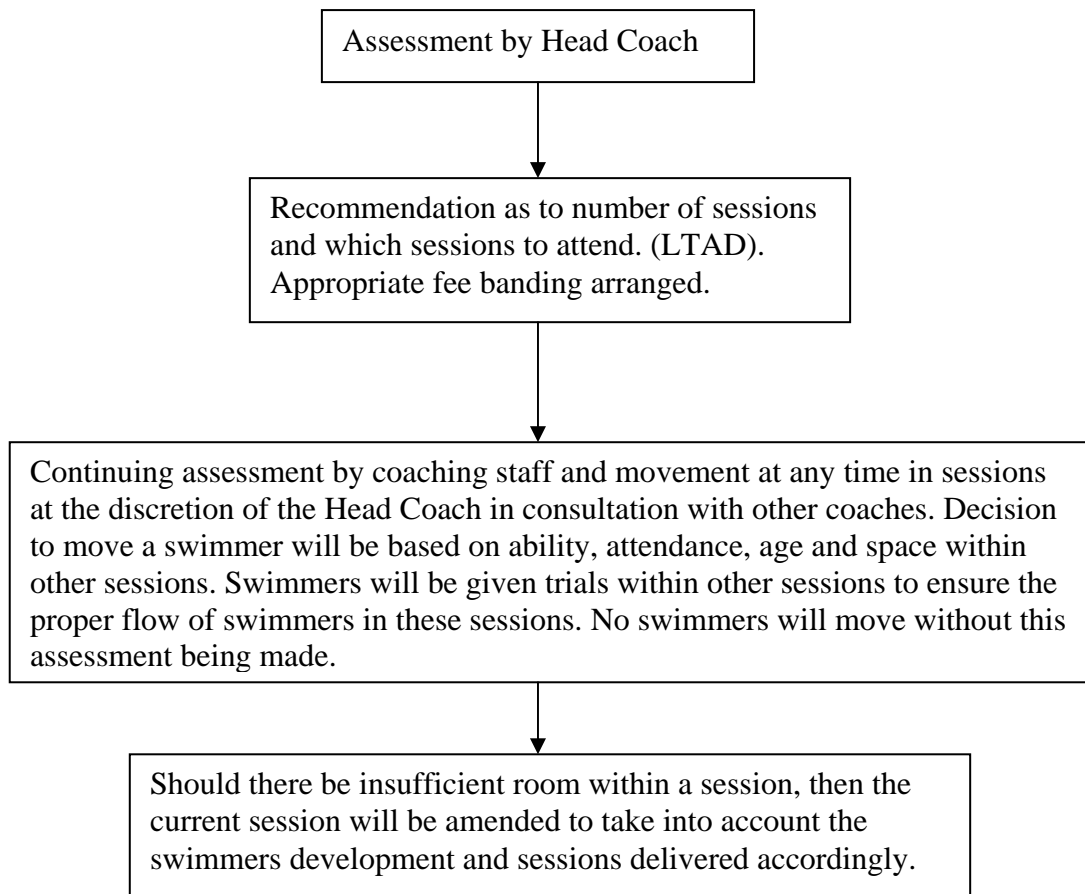 Assessment by Head Coach
Recommendation as to number of sessions
and which sessions to attend. (LTAD).
Appropriate fee banding arranged.
Continuing assessment by coaching staff and movement at any time in sessions
at the discretion of the Head Coach in consultation with other coaches. Decision
to move a swimmer will be based on ability, attendance, age and space within
other sessions. Swimmers will be given trials within other sessions to ensure the
proper flow of swimmers in these sessions. No swimmers will move without this
assessment being made.
Should there be insufficient room within a session, then the
current session will be amended to take into account the
swimmers development and sessions delivered accordingly.